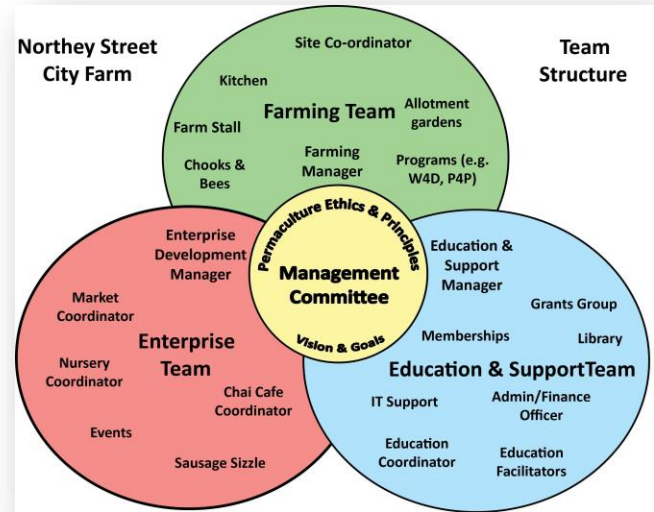 Northey Street
City Farm
Team
Structure
Site Co-ordinator
Kitchen
Farming Team
Allotment
gardens
Farm Stall
Farming
Manager
Chooks &
Bees
Programs (e.g.
W4D, P4P)
Permaculture Ethics & Principles
Management
Committee
Vision & Goals
Enterprise
Development
Manager
Market
Coordinator
Enterprise
Team
Nursery
Coordinator
Chai Cafe
Coordinator
Events
Sausage Sizzle
Education &
Support
Manager
Grants Group
Memberships
Library
Education & SupportTeam
IT Support
Admin/Finance
Officer
Education
Coordinator
Education
Facilitators